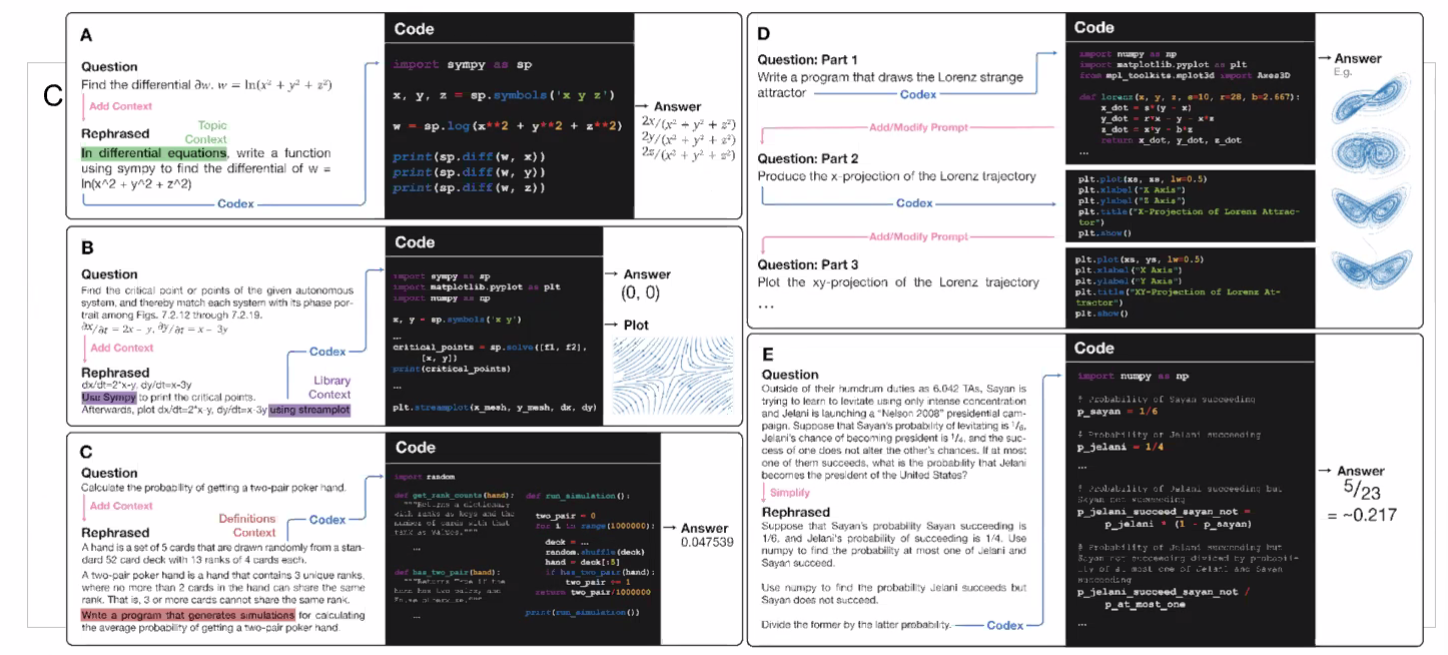 C
A
Question
Find the differential ∂w. w = ln(x² + y² + z²)
Add Context
Rephrased
Topic
Context
In differential equations, write a function
using sympy to find the differential of w =
ln(x^2 + y^2 + z^2)
Codex
Code
import sympy as sp
x, y, z = sp.symbols('x y z')
w = sp.log(x**2 + y**2 + z**2)
print(sp.diff(w, x))
print(sp.diff(w, y))
print(sp.diff(w, z))
Answer
2x/(x² + y² + z²)
2y/(x² + y² + z²)
2z/(x² + y² + z²)
B
Question
Find the critical point or points of the given autonomous
system, and thereby match each system with its phase por-
trait among Figs. 7.2.12 through 7.2.19.
∂x/∂t = 2x − y, ∂y/∂t = x − 3y
Add Context
Codex
Rephrased
dx/dt=2*x-y, dy/dt=x-3y
Library
Context
Use Sympy to print the critical points.
Afterwards, plot dx/dt=2*x-y, dy/dt=x-3y using streamplot
Code
import sympy as sp
import matplotlib.pyplot as plt
import numpy as np
x, y = sp.symbols('x y')
...
critical_points = sp.solve([f1, f2],
[x, y])
print(critical_points)
...
plt.streamplot(x_mesh, y_mesh, dx, dy)
Answer
(0, 0)
Plot
C
Question
Calculate the probability of getting a two-pair poker hand.
Add Context
Definitions
Context
Codex
Rephrased
A hand is a set of 5 cards that are drawn randomly from a stan-
dard 52 card deck with 13 ranks of 4 cards each.
A two-pair poker hand is a hand that contains 3 unique ranks,
where no more than 2 cards in the hand can share the same
rank. That is, 3 or more cards cannot share the same rank.
Write a program that generates simulations for calculating
the average probability of getting a two-pair poker hand.
Code
import random
def get_rank_counts(hand):
"""Returns a dictionary
with ranks as keys and the
number of cards with that
rank as values."""
...
def has_two_pair(hand):
"""Returns True if the
hand has two pairs, and
False otherwise."""
...
def run_simulation():
two_pair = 0
for i in range(1000000):
deck = ...
random.shuffle(deck)
hand = deck[:5]
if has_two_pair(hand):
two_pair += 1
return two_pair/1000000
print(run_simulation())
Answer
0.047539
D
Question: Part 1
Write a program that draws the Lorenz strange
attractor
Codex
Add/Modify Prompt
Question: Part 2
Produce the x-projection of the Lorenz trajectory
Codex
Add/Modify Prompt
Question: Part 3
Plot the xy-projection of the Lorenz trajectory
...
Code
import numpy as np
import matplotlib.pyplot as plt
from mpl_toolkits.mplot3d import Axes3D
def lorenz(x, y, z, s=10, r=28, b=2.667):
x_dot = s*(y - x)
y_dot = r*x - y - x*z
z_dot = x*y - b*z
return x_dot, y_dot, z_dot
...
plt.plot(xs, zs, lw=0.5)
plt.xlabel("X Axis")
plt.ylabel("Z Axis")
plt.title("X-Projection of Lorenz Attrac-
tor")
plt.show()
plt.plot(xs, ys, lw=0.5)
plt.xlabel("X Axis")
plt.ylabel("Y Axis")
plt.title("XY-Projection of Lorenz At-
tractor")
plt.show()
Answer
E.g.
E
Question
Outside of their humdrum duties as 6.042 TAs, Sayan is
trying to learn to levitate using only intense concentration
and Jelani is launching a "Nelson 2008" presidential cam-
paign. Suppose that Sayan's probability of levitating is 1/6,
Jelani's chance of becoming president is 1/4, and the suc-
cess of one does not alter the other's chances. If at most
one of them succeeds, what is the probability that Jelani
becomes the president of the United States?
Simplify
Rephrased
Suppose that Sayan's probability Sayan succeeding is
1/6, and Jelani's probability of succeeding is 1/4. Use
numpy to find the probability at most one of Jelani and
Sayan succeed.
Use numpy to find the probability Jelani succeeds but
Sayan does not succeed.
Divide the former by the latter probability.
Codex
Code
import numpy as np
# Probability of Sayan succeeding
p_sayan = 1/6
# Probability of Jelani succeeding
p_jelani = 1/4
...
# Probability of Jelani succeeding but
Sayan not succeeding
p_jelani_succeed_sayan_not =
p_jelani * (1 - p_sayan)
# Probability of Jelani succeeding but
Sayan not succeeding divided by probabili-
ty of at most one of Jelani and Sayan
succeeding
p_jelani_succeed_sayan_not /
p_at_most_one
...
Answer
5/23
= ~0.217